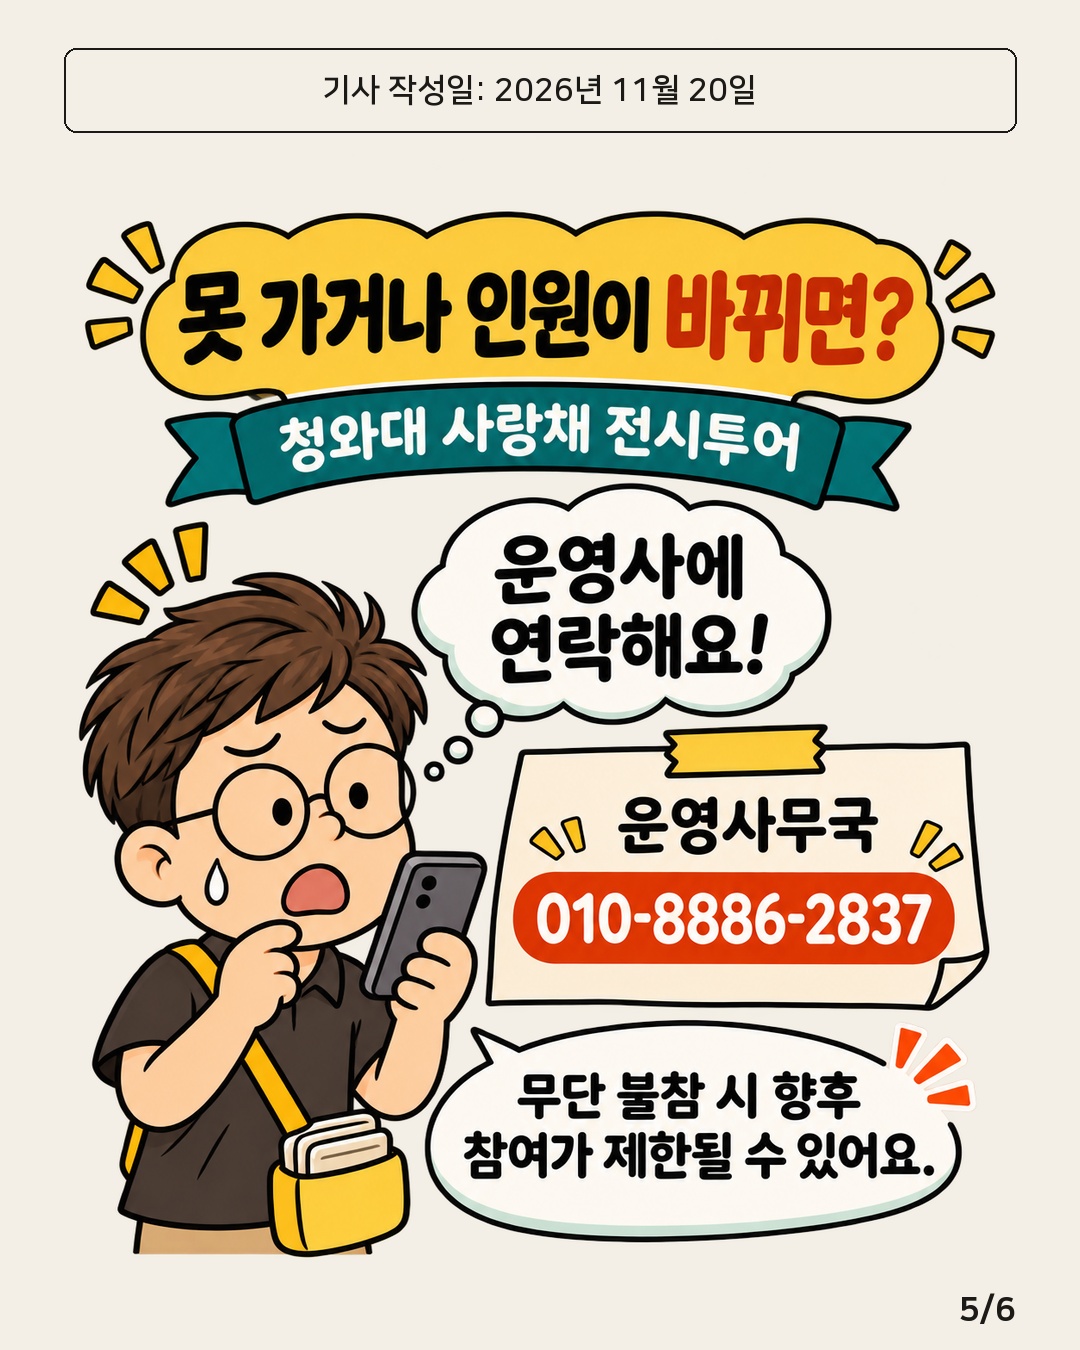 기사 작성일: 2026년 11월 20일
못 가거나 인원이 바뀌면?
청와대 사랑채 전시투어
운영사에
연락해요!
운영사무국
010-8886-2837
무단 불참 시 향후
참여가 제한될 수 있어요.
5/6